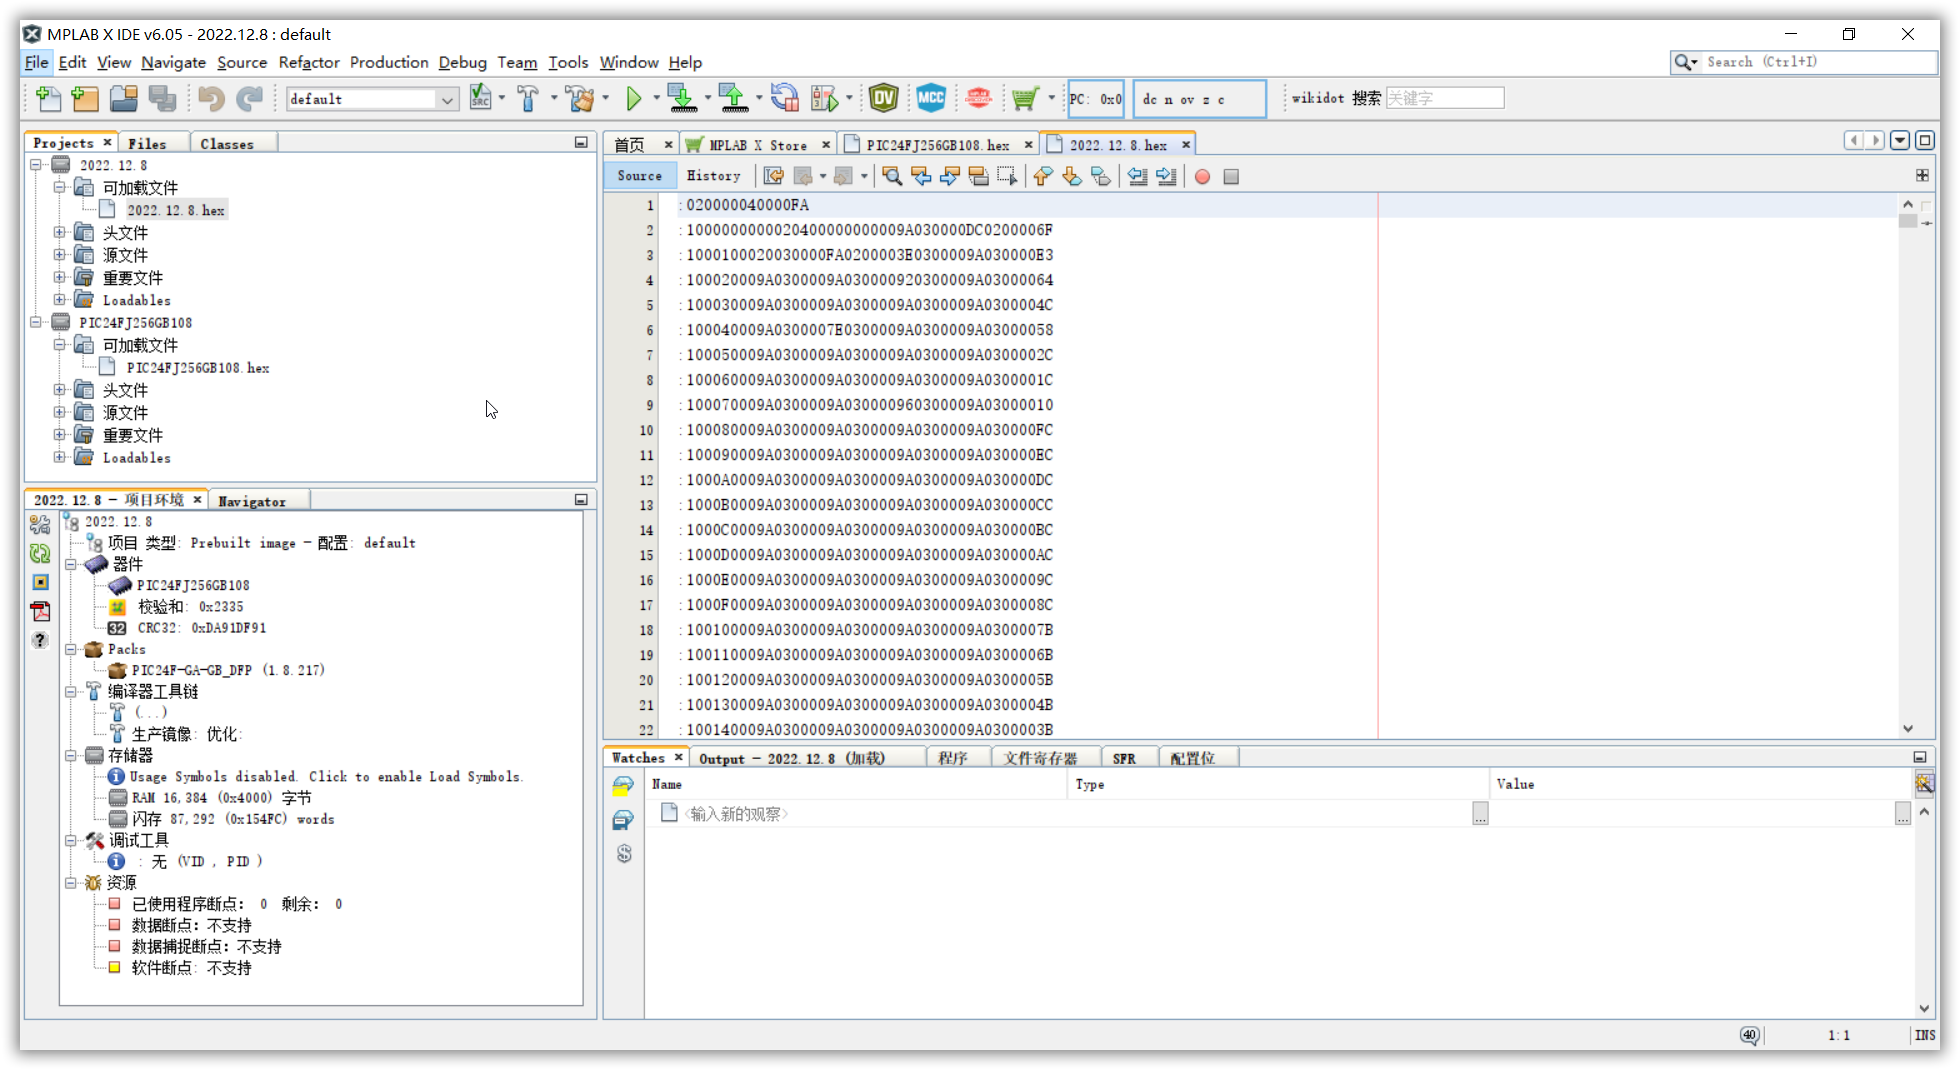 MPLAB X IDE v6.05 - 2022.12.8 : default
File Edit View Navigate Source Refactor Production Debug Team Tools Window Help
Search (Ctrl+I)
default
SRC
DV
MCC
PC: 0x0
dc n ov z c
wikidot 搜索
关键字
Projects
Files
Classes
2022.12.8
可加载文件
2022.12.8.hex
头文件
源文件
重要文件
Loadables
PIC24FJ256GB108
可加载文件
PIC24FJ256GB108.hex
头文件
源文件
重要文件
Loadables
2022.12.8 - 项目环境
Navigator
2022.12.8
项目 类型: Prebuilt image - 配置: default
器件
PIC24FJ256GB108
校验和: 0x2335
32 CRC32: 0xDA91DF91
Packs
PIC24F-GA-GB_DFP (1.8.217)
编译器工具链
(...)
生产镜像: 优化:
存储器
Usage Symbols disabled. Click to enable Load Symbols.
RAM 16,384 (0x4000) 字节
闪存 87,292 (0x154FC) words
调试工具
: 无 (VID , PID )
资源
已使用程序断点: 0 剩余: 0
数据断点: 不支持
数据捕捉断点: 不支持
软件断点: 不支持
首页
MPLAB X Store
PIC24FJ256GB108.hex
2022.12.8.hex
Source
History
1 :020000040000FA
2 :100000000000204000000000009A030000DC0200006F
3 :1000100020030000FA0200003E0300009A030000E3
4 :100020009A0300009A030000920300009A03000064
5 :100030009A0300009A0300009A0300009A0300004C
6 :100040009A0300007E0300009A0300009A03000058
7 :100050009A0300009A0300009A0300009A0300002C
8 :100060009A0300009A0300009A0300009A0300001C
9 :100070009A0300009A030000960300009A03000010
10 :100080009A0300009A0300009A0300009A030000FC
11 :100090009A0300009A0300009A0300009A030000EC
12 :1000A0009A0300009A0300009A0300009A030000DC
13 :1000B0009A0300009A0300009A0300009A030000CC
14 :1000C0009A0300009A0300009A0300009A030000BC
15 :1000D0009A0300009A0300009A0300009A030000AC
16 :1000E0009A0300009A0300009A0300009A0300009C
17 :1000F0009A0300009A0300009A0300009A0300008C
18 :100100009A0300009A0300009A0300009A0300007B
19 :100110009A0300009A0300009A0300009A0300006B
20 :100120009A0300009A0300009A0300009A0300005B
21 :100130009A0300009A0300009A0300009A0300004B
22 :100140009A0300009A0300009A0300009A0300003B
Watches
Output - 2022.12.8 (加载)
程序
文件寄存器
SFR
配置位
Name
Type
Value
<输入新的观察>
...
...
40
1:1
INS